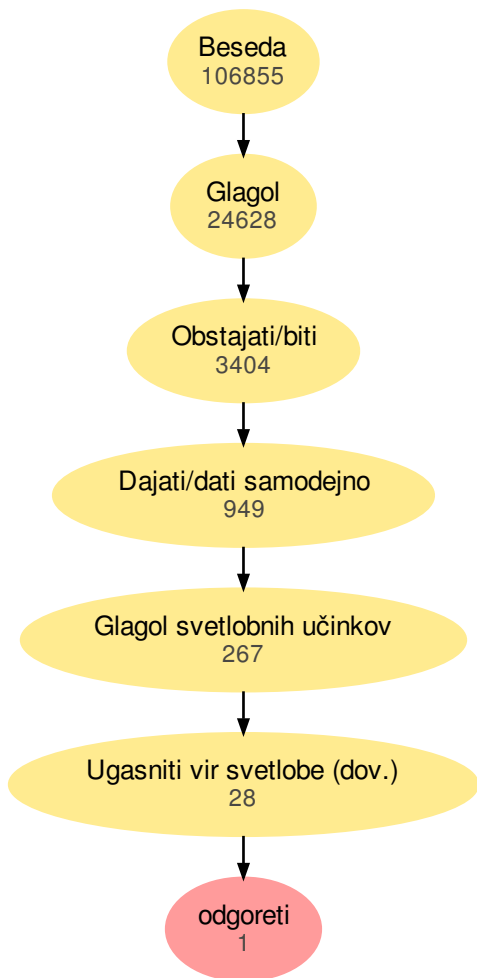 Beseda
106855
Glagol
24628
Obstajati/biti
3404
Dajati/dati samodejno
949
Glagol svetlobnih učinkov
267
Ugasniti vir svetlobe (dov.)
28
odgoreti
1